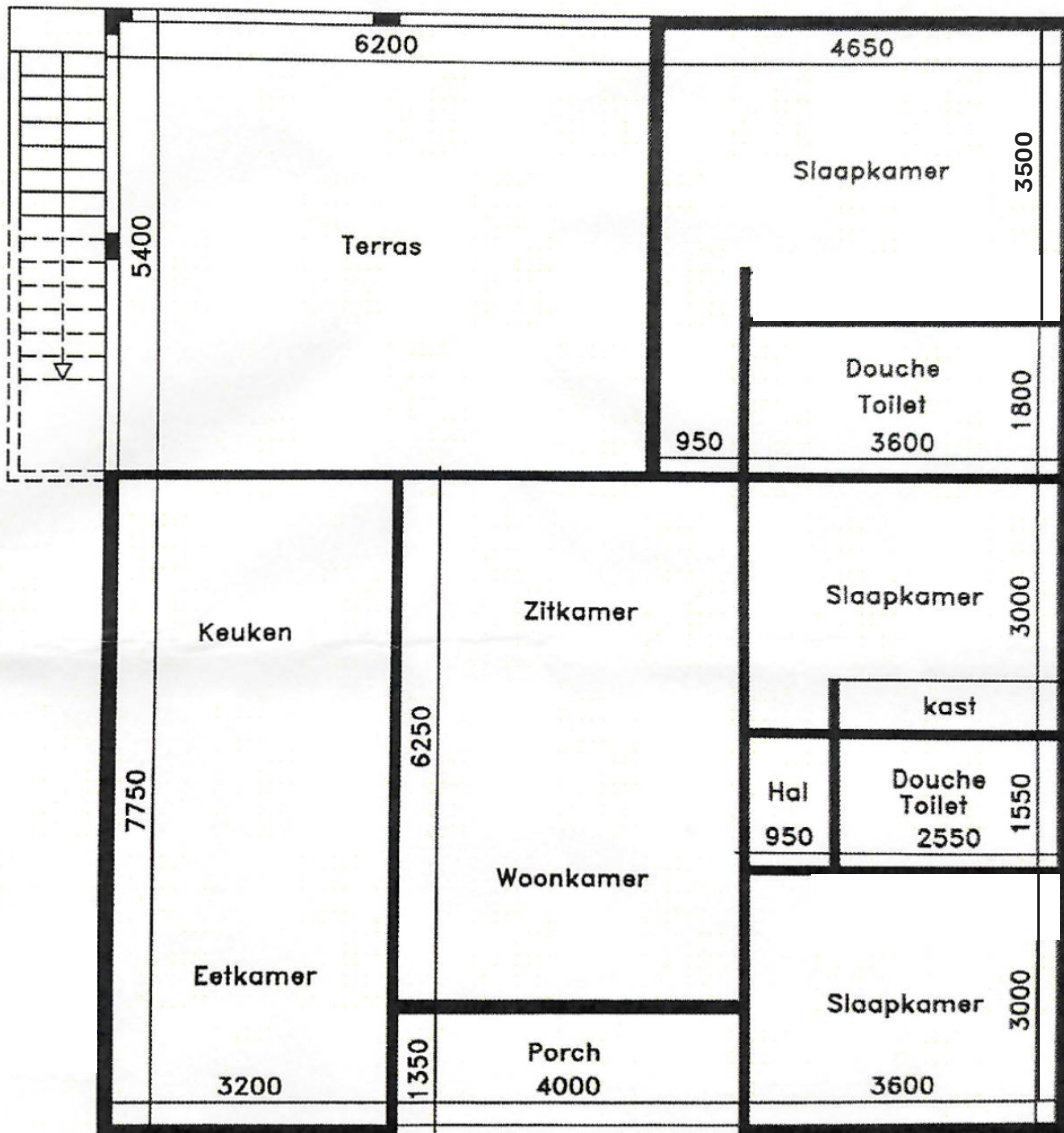 6200
4650
Slaapkamer
3500
5400
Terras
Douche
Toilet
1800
950
3600
Keuken
Zitkamer
Slaapkamer
3000
kast
6250
7750
Hal
950
Douche
Toilet
1550
2550
Woonkamer
Eetkamer
Slaapkamer
3000
Porch
1350
3200
4000
3600